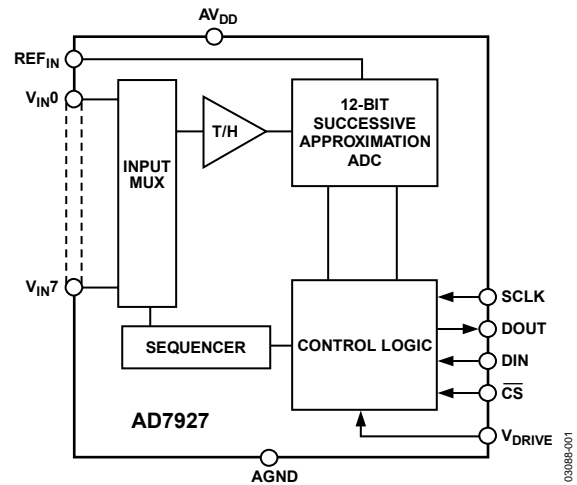 AVDD
REFIN
VIN0
T/H
12-BIT
SUCCESSIVE
APPROXIMATION
ADC
INPUT
MUX
VIN7
SEQUENCER
CONTROL LOGIC
SCLK
DOUT
DIN
C̅S̅
VDRIVE
AD7927
AGND
03088-001